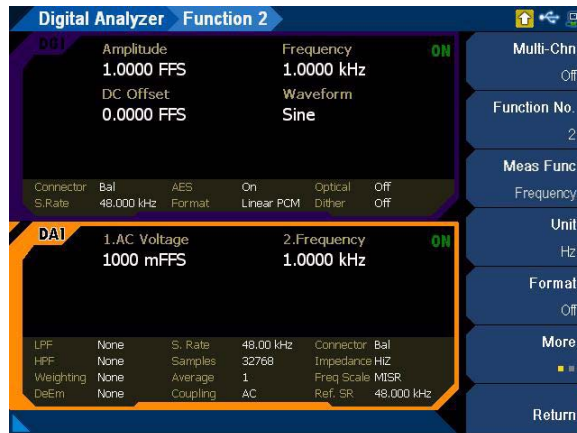 Digital Analyzer Function 2
DG1
Amplitude Frequency ON
1.0000 FFS 1.0000 kHz
DC Offset Waveform
0.0000 FFS Sine
Connector Bal AES On Optical Off
S.Rate 48.000 kHz Format Linear PCM Dither Off
DA1
1.AC Voltage 2.Frequency ON
1000 mFFS 1.0000 kHz
LPF None S. Rate 48.00 kHz Connector Bal
HPF None Samples 32768 Impedance HiZ
Weighting None Average 1 Freq Scale MISR
DeEm None Coupling AC Ref. SR 48.000 kHz
Multi-Chn
Off
Function No.
2
Meas Func
Frequency
Unit
Hz
Format
Off
More
Return